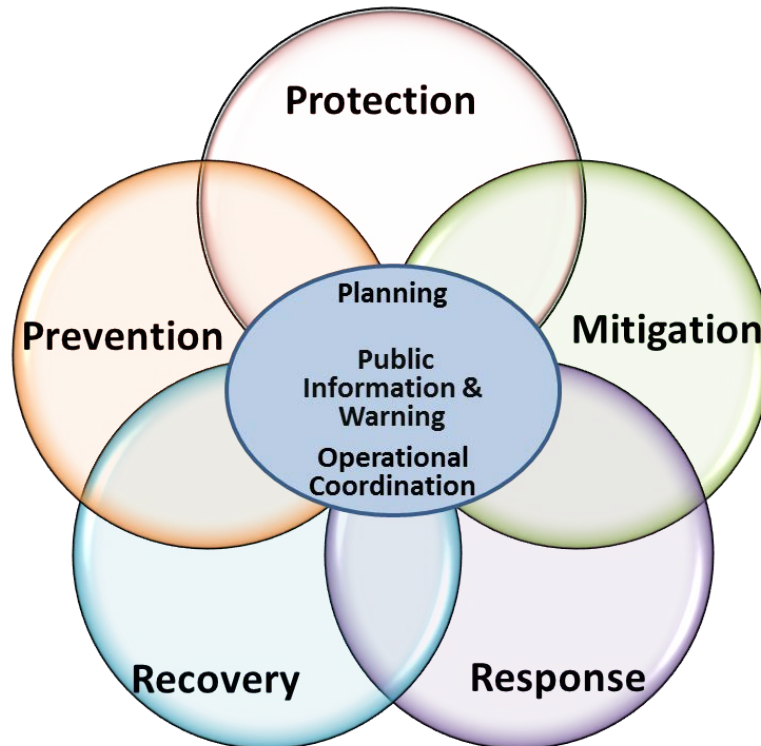 Protection
Prevention
Mitigation
Planning
Public
Information &
Warning
Operational
Coordination
Recovery
Response